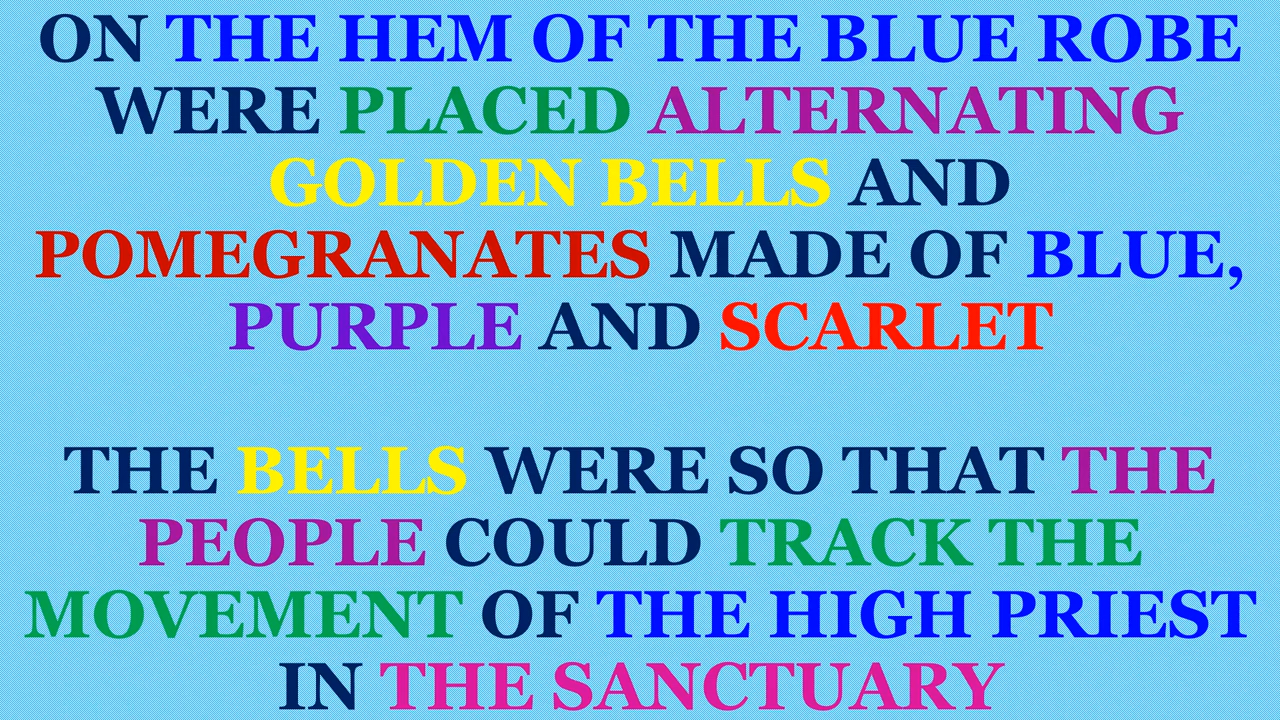 ON THE HEM OF THE BLUE ROBE
WERE PLACED ALTERNATING
GOLDEN BELLS AND
POMEGRANATES MADE OF BLUE,
PURPLE AND SCARLET
THE BELLS WERE SO THAT THE
PEOPLE COULD TRACK THE
MOVEMENT OF THE HIGH PRIEST
IN THE SANCTUARY